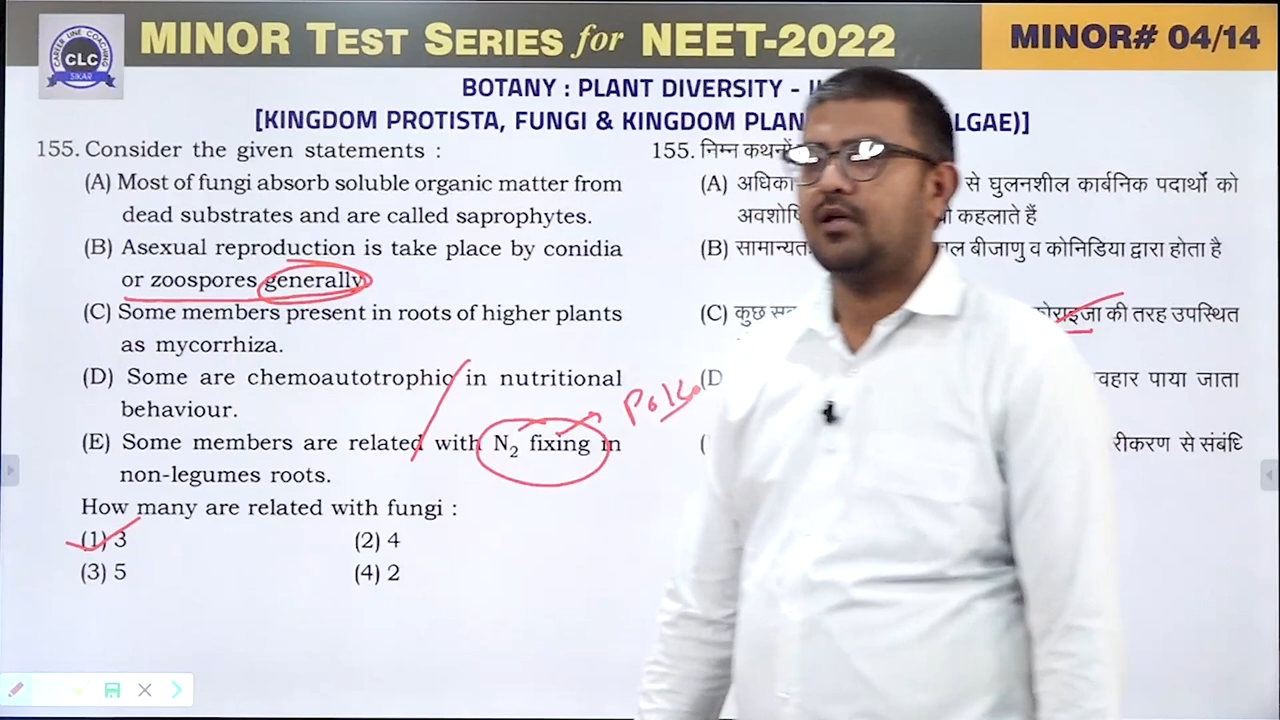 MINOR TEST SERIES for NEET-2022
MINOR# 04/14
CAREER LINE COACHING
CLC
SIKAR
BOTANY : PLANT DIVERSITY -
[KINGDOM PROTISTA, FUNGI & KINGDOM PLAN LGAE)]
155. Consider the given statements :
(A) Most of fungi absorb soluble organic matter from
dead substrates and are called saprophytes.
(B) Asexual reproduction is take place by conidia
or zoospores generally
(C) Some members present in roots of higher plants
as mycorrhiza.
(D) Some are chemoautotrophic in nutritional
behaviour.
(E) Some members are related with N₂ fixing in
non-legumes roots.
How many are related with fungi :
(1) 3
(2) 4
(3) 5
(4) 2
155. निम्न कथनों
(A) से घुलनशील कार्बनिक पदार्थों को
कहलाते हैं
(B) सामान्यत बीजाणु व कोनिडिया द्वारा होता है
(C) कुछ की तरह उपस्थित
(D पाया जाता
से